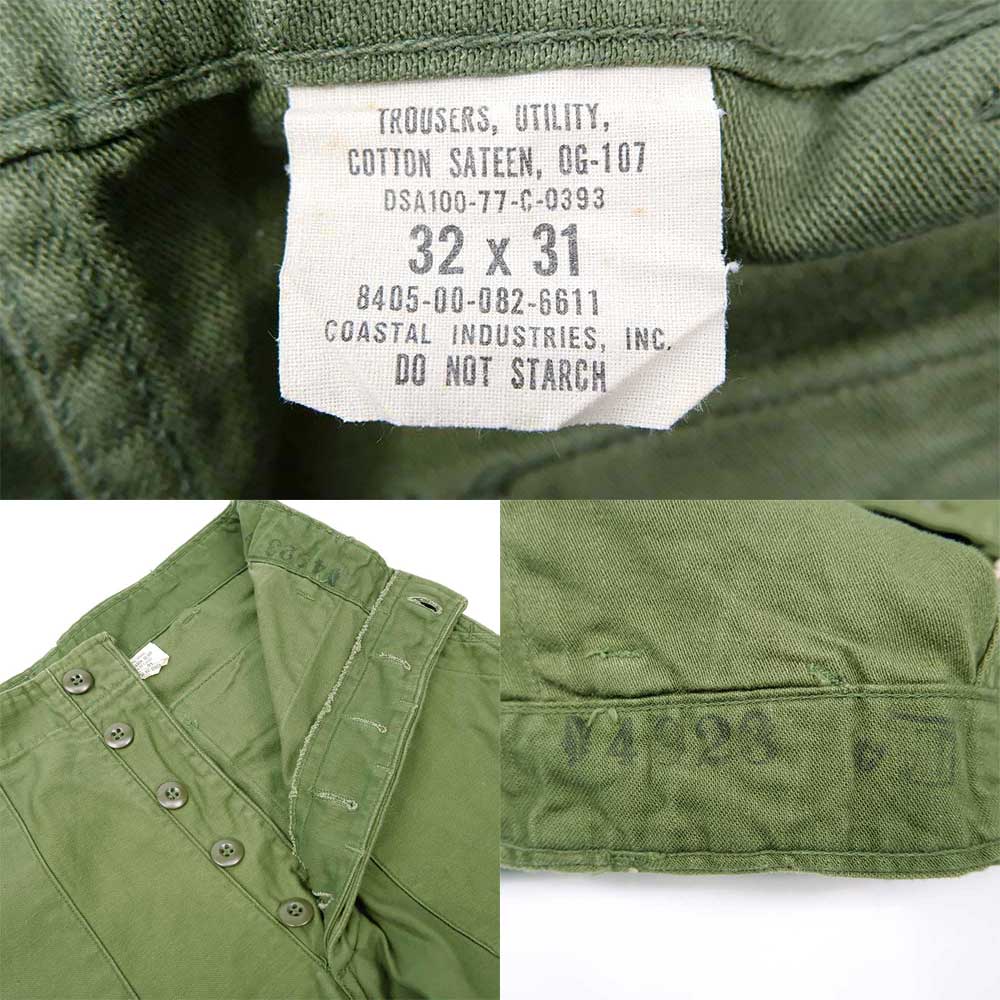 TROUSERS, UTILITY,
COTTON SATEEN, OG-107
DSA100-77-C-0393
32 x 31
8405-00-082-6611
COASTAL INDUSTRIES, INC.
DO NOT STARCH